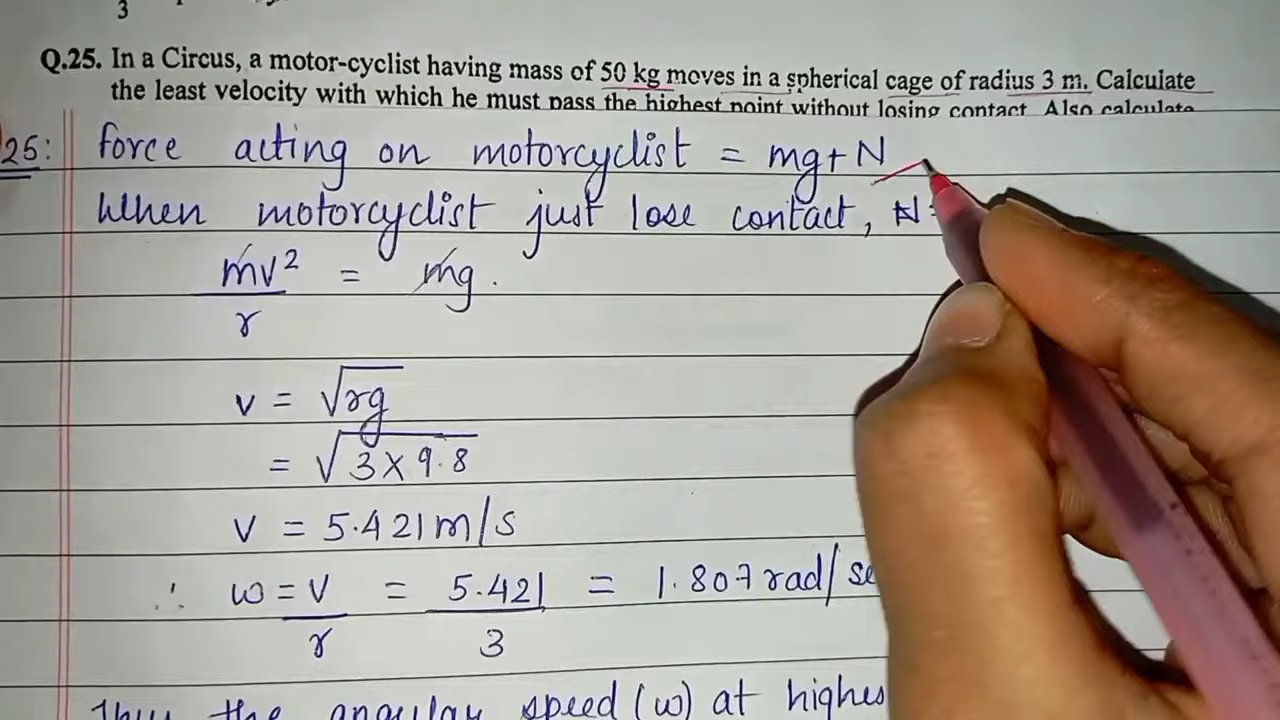 3
Q.25. In a Circus, a motor-cyclist having mass of 50 kg moves in a spherical cage of radius 3 m. Calculate
the least velocity with which he must pass the highest point without losing contact. Also calculate
25:
force acting on motorcyclist = mg + N
When motorcyclist just lose contact, N
mv² = mg.
r
v = √rg
= √3×9.8
V = 5.421 m/s
∴ ω = V = 5.421 = 1.807 rad/se
r 3
Thus the angular speed (ω) at highes